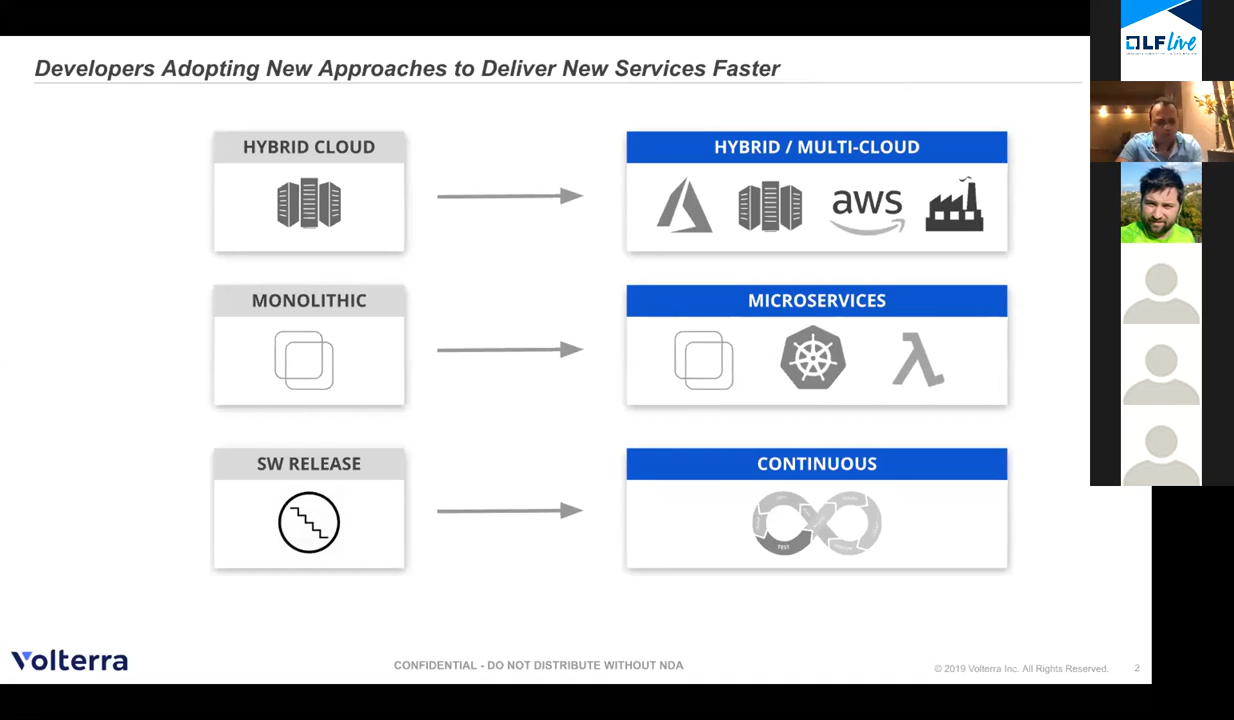 LF Live
Developers Adopting New Approaches to Deliver New Services Faster
HYBRID CLOUD
HYBRID / MULTI-CLOUD
aws
MONOLITHIC
MICROSERVICES
SW RELEASE
CONTINUOUS
TEST
Volterra
CONFIDENTIAL - DO NOT DISTRIBUTE WITHOUT NDA
© 2019 Volterra Inc. All Rights Reserved.
2